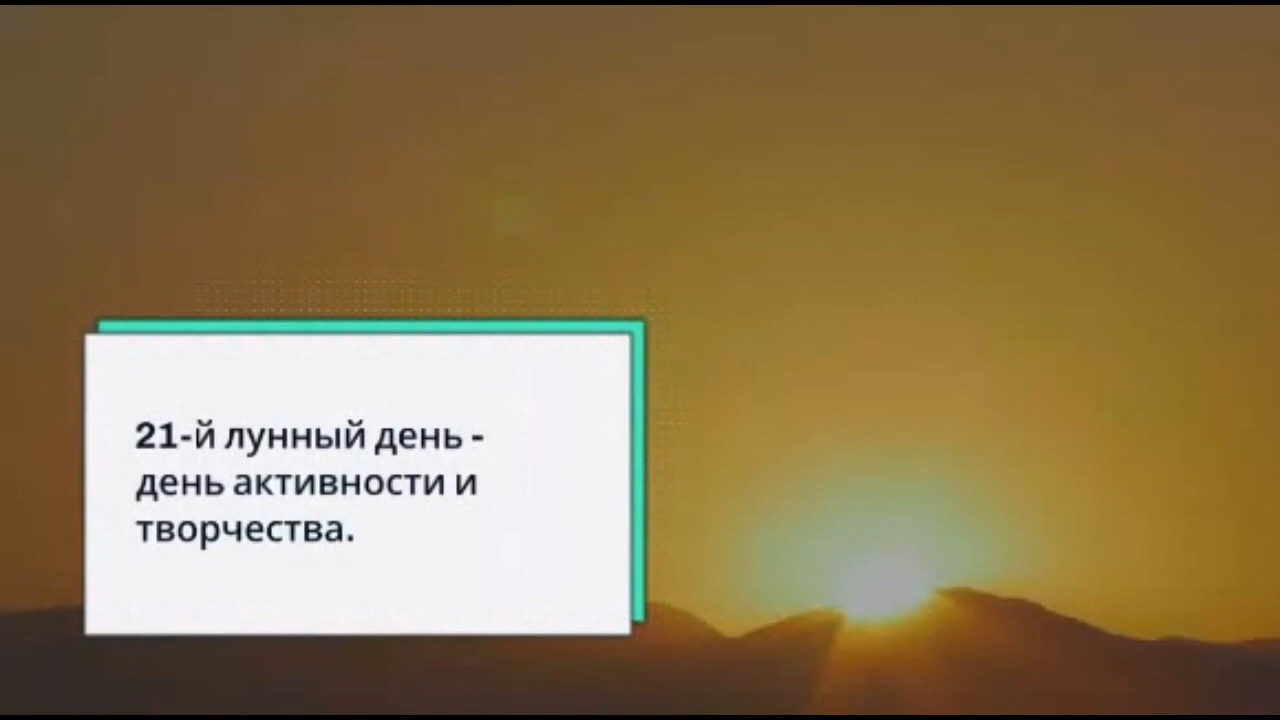 21-й лунный день -
день активности и
творчества.